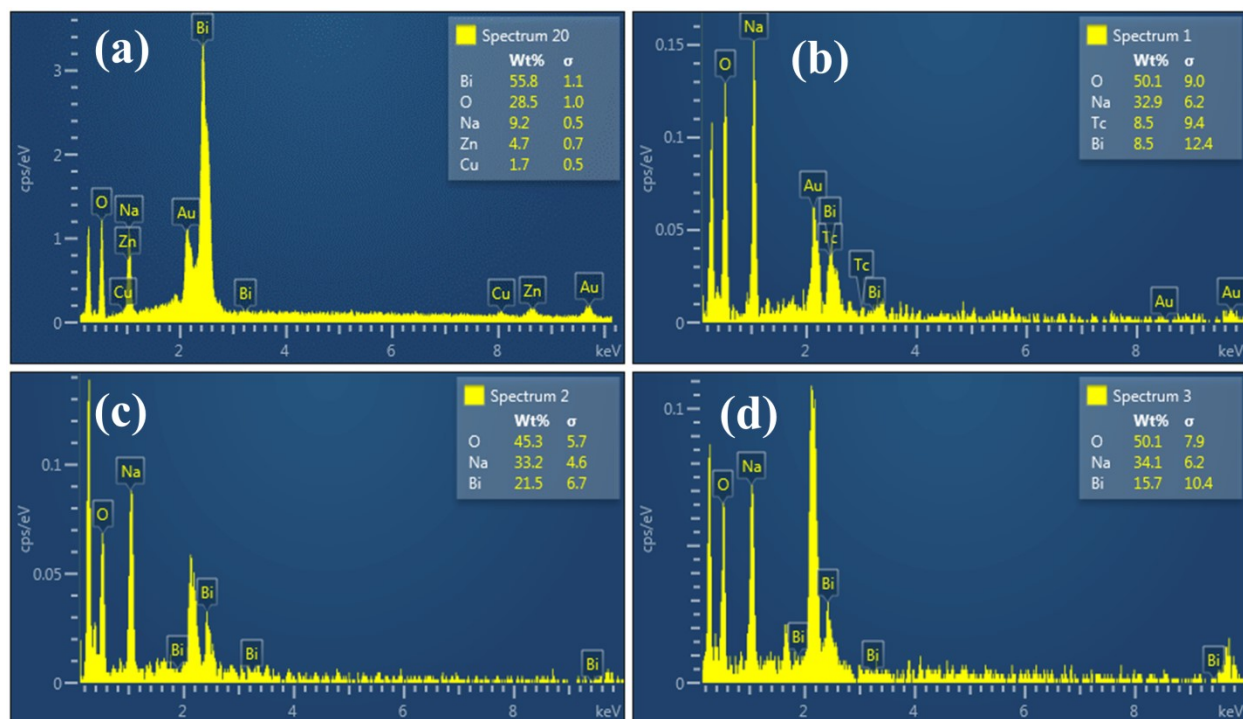 (a)
Spectrum 20
Wt% σ
Bi 55.8 1.1
O 28.5 1.0
Na 9.2 0.5
Zn 4.7 0.7
Cu 1.7 0.5
Bi
O
Na
Zn
Cu
Au
Bi
Cu
Zn
Au
3
2
1
0
cps/eV
2 4 6 8 keV
(b)
Spectrum 1
Wt% σ
O 50.1 9.0
Na 32.9 6.2
Tc 8.5 9.4
Bi 8.5 12.4
Na
O
Au
Bi
Tc
Tc
Bi
Au
Au
0.15
0.1
0.05
0
cps/eV
2 4 6 8 keV
(c)
Spectrum 2
Wt% σ
O 45.3 5.7
Na 33.2 4.6
Bi 21.5 6.7
Na
O
Bi
Bi
Bi
Bi
0.1
0.05
0
cps/eV
2 4 6 8 keV
(d)
Spectrum 3
Wt% σ
O 50.1 7.9
Na 34.1 6.2
Bi 15.7 10.4
O
Na
Bi
Bi
Bi
Bi
0.1
0
cps/eV
2 4 6 8 keV